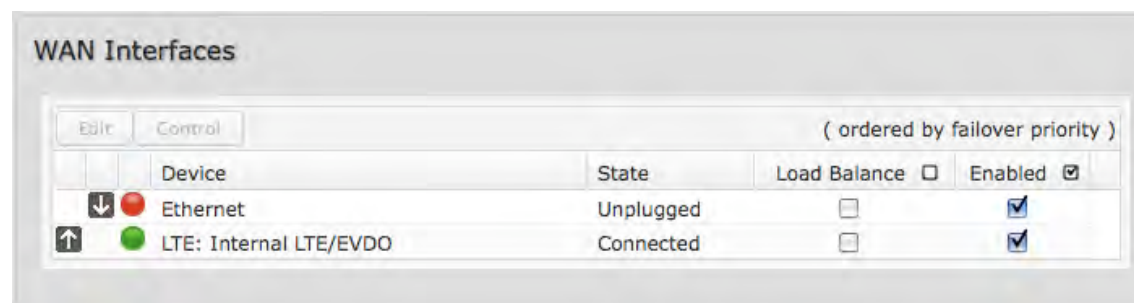 WAN Interfaces
Edit Control ( ordered by failover priority )
Device State Load Balance Enabled
Ethernet Unplugged
LTE: Internal LTE/EVDO Connected